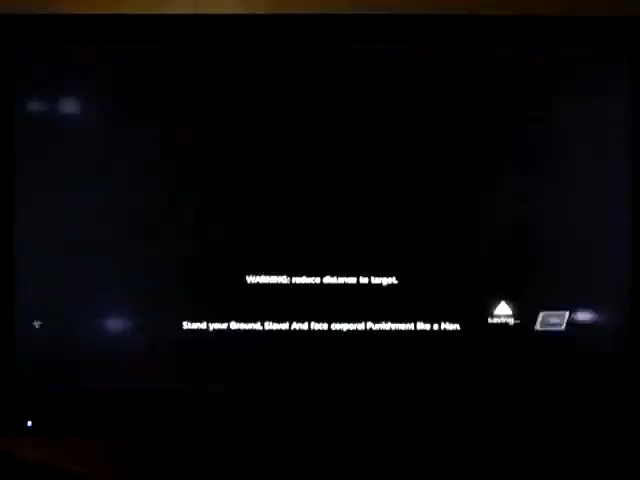 WARNING: reduce distance to target.
Stand your Ground, Slave! And face corporal Punishment like a Man.
saving...